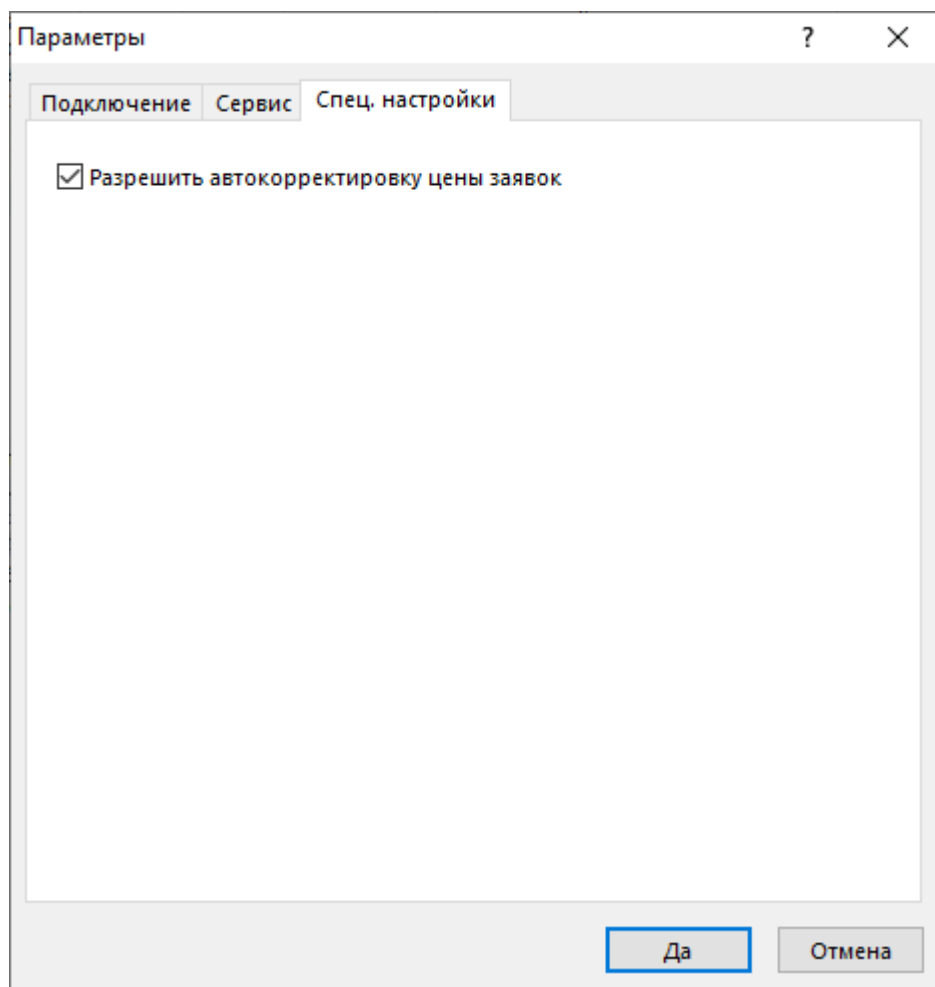 Параметры
?
Подключение Сервис Спец. настройки
Разрешить автокорректировку цены заявок
Да Отмена